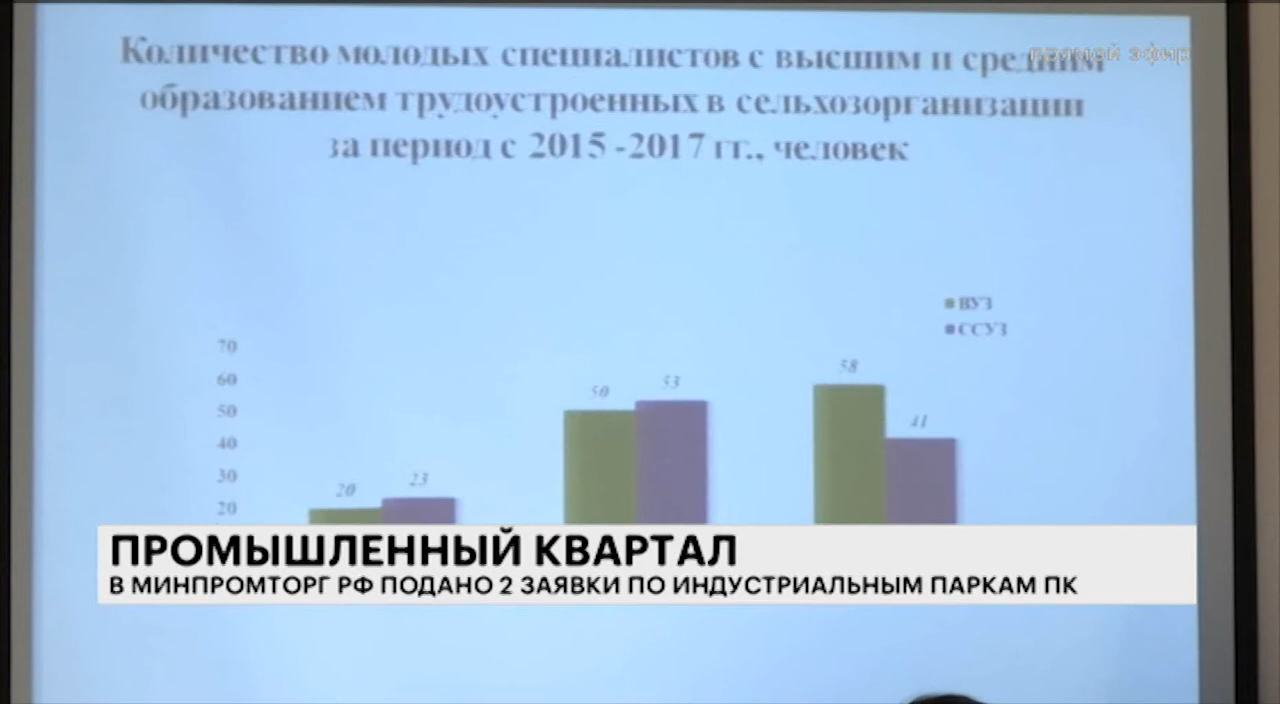 прямой эфир
Количество молодых специалистов с высшим и средним
образованием трудоустроенных в сельхозорганизации
за период с 2015 -2017 гг., человек
ВУЗ
ССУЗ
70
60
50
40
30
20
20
23
50
53
58
41
ПРОМЫШЛЕННЫЙ КВАРТАЛ
В МИНПРОМТОРГ РФ ПОДАНО 2 ЗАЯВКИ ПО ИНДУСТРИАЛЬНЫМ ПАРКАМ ПК